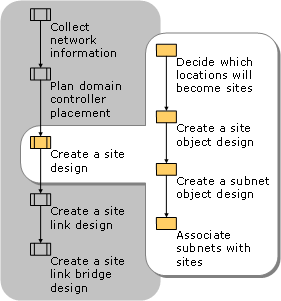 Collect
network
information
Plan domain
controller
placement
Create a site
design
Create a site
link design
Create a site
link bridge
design
Decide which
locations will
become sites
Create a site
object design
Create a subnet
object design
Associate
subnets with
sites